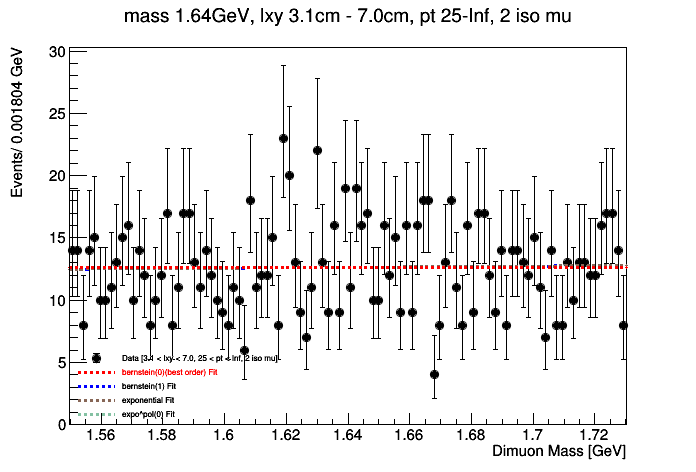 mass 1.64GeV, lxy 3.1cm - 7.0cm, pt 25-Inf, 2 iso mu
Events/ 0.001804 GeV
30
25
20
15
10
5
0
Data [3.1 < lxy < 7.0, 25 < pt < Inf, 2 iso mu]
bernstein(0)(best order) Fit
bernstein(1) Fit
exponential Fit
expo*pol(0) Fit
1.56 1.58 1.6 1.62 1.64 1.66 1.68 1.7 1.72
Dimuon Mass [GeV]